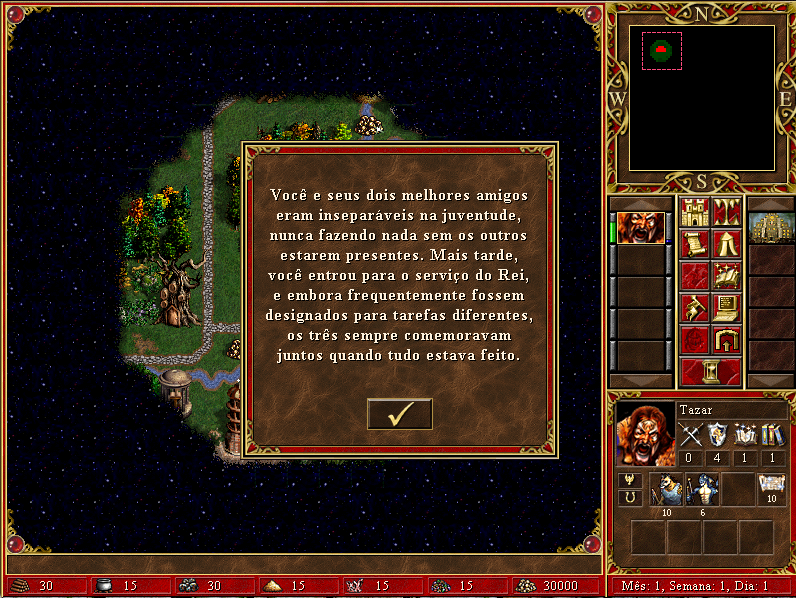 N
W
E
S
Você e seus dois melhores amigos
eram inseparáveis na juventude,
nunca fazendo nada sem os outros
estarem presentes. Mais tarde,
você entrou para o serviço do Rei,
e embora frequentemente fossem
designados para tarefas diferentes,
os três sempre comemoravam
juntos quando tudo estava feito.
Tazar
0 4 1 1
10
10 6
30 15 30 15 15 15 30000
Mês: 1, Semana: 1, Dia: 1